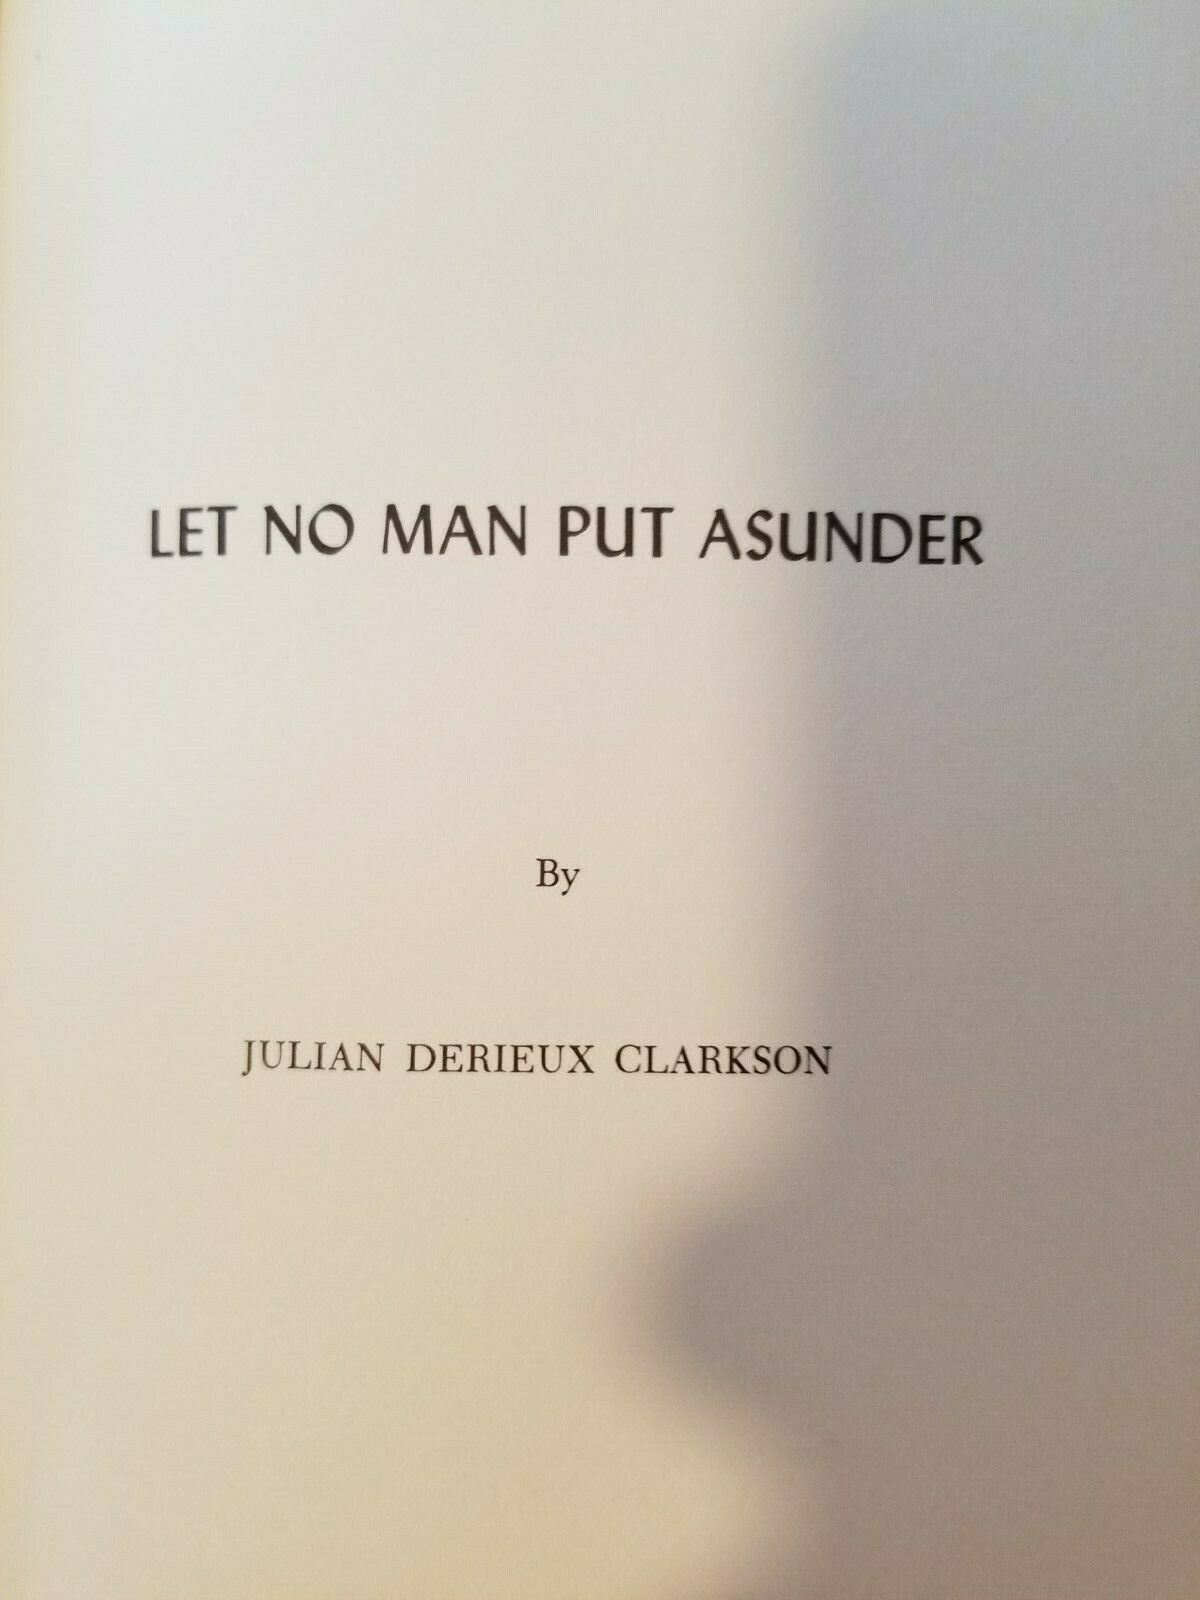 LET NO MAN PUT ASUNDER
By
JULIAN DERIEUX CLARKSON